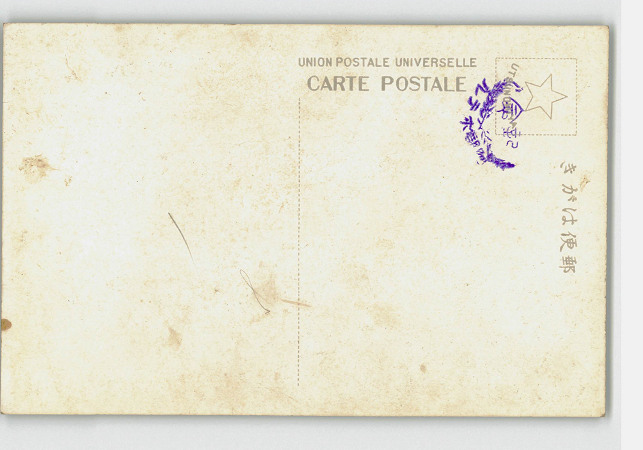 UNION POSTALE UNIVERSELLE
CARTE POSTALE
きがは便郵